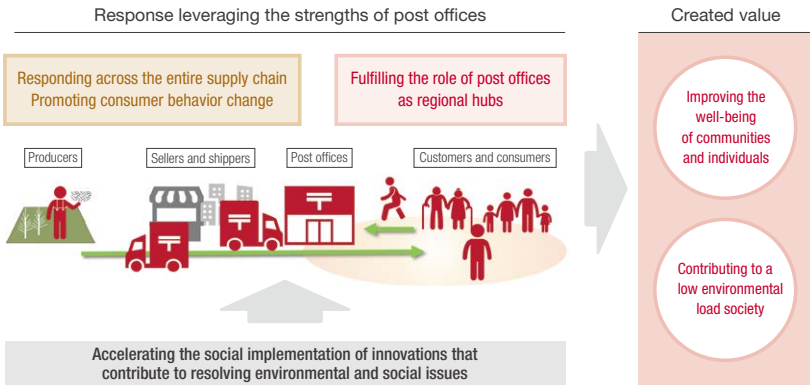 Response leveraging the strengths of post offices
Created value
Responding across the entire supply chain
Promoting consumer behavior change
Fulfilling the role of post offices
as regional hubs
Producers
Sellers and shippers
Post offices
Customers and consumers
〒
〒
〒
Improving the
well-being
of communities
and individuals
Contributing to a
low environmental
load society
Accelerating the social implementation of innovations that
contribute to resolving environmental and social issues